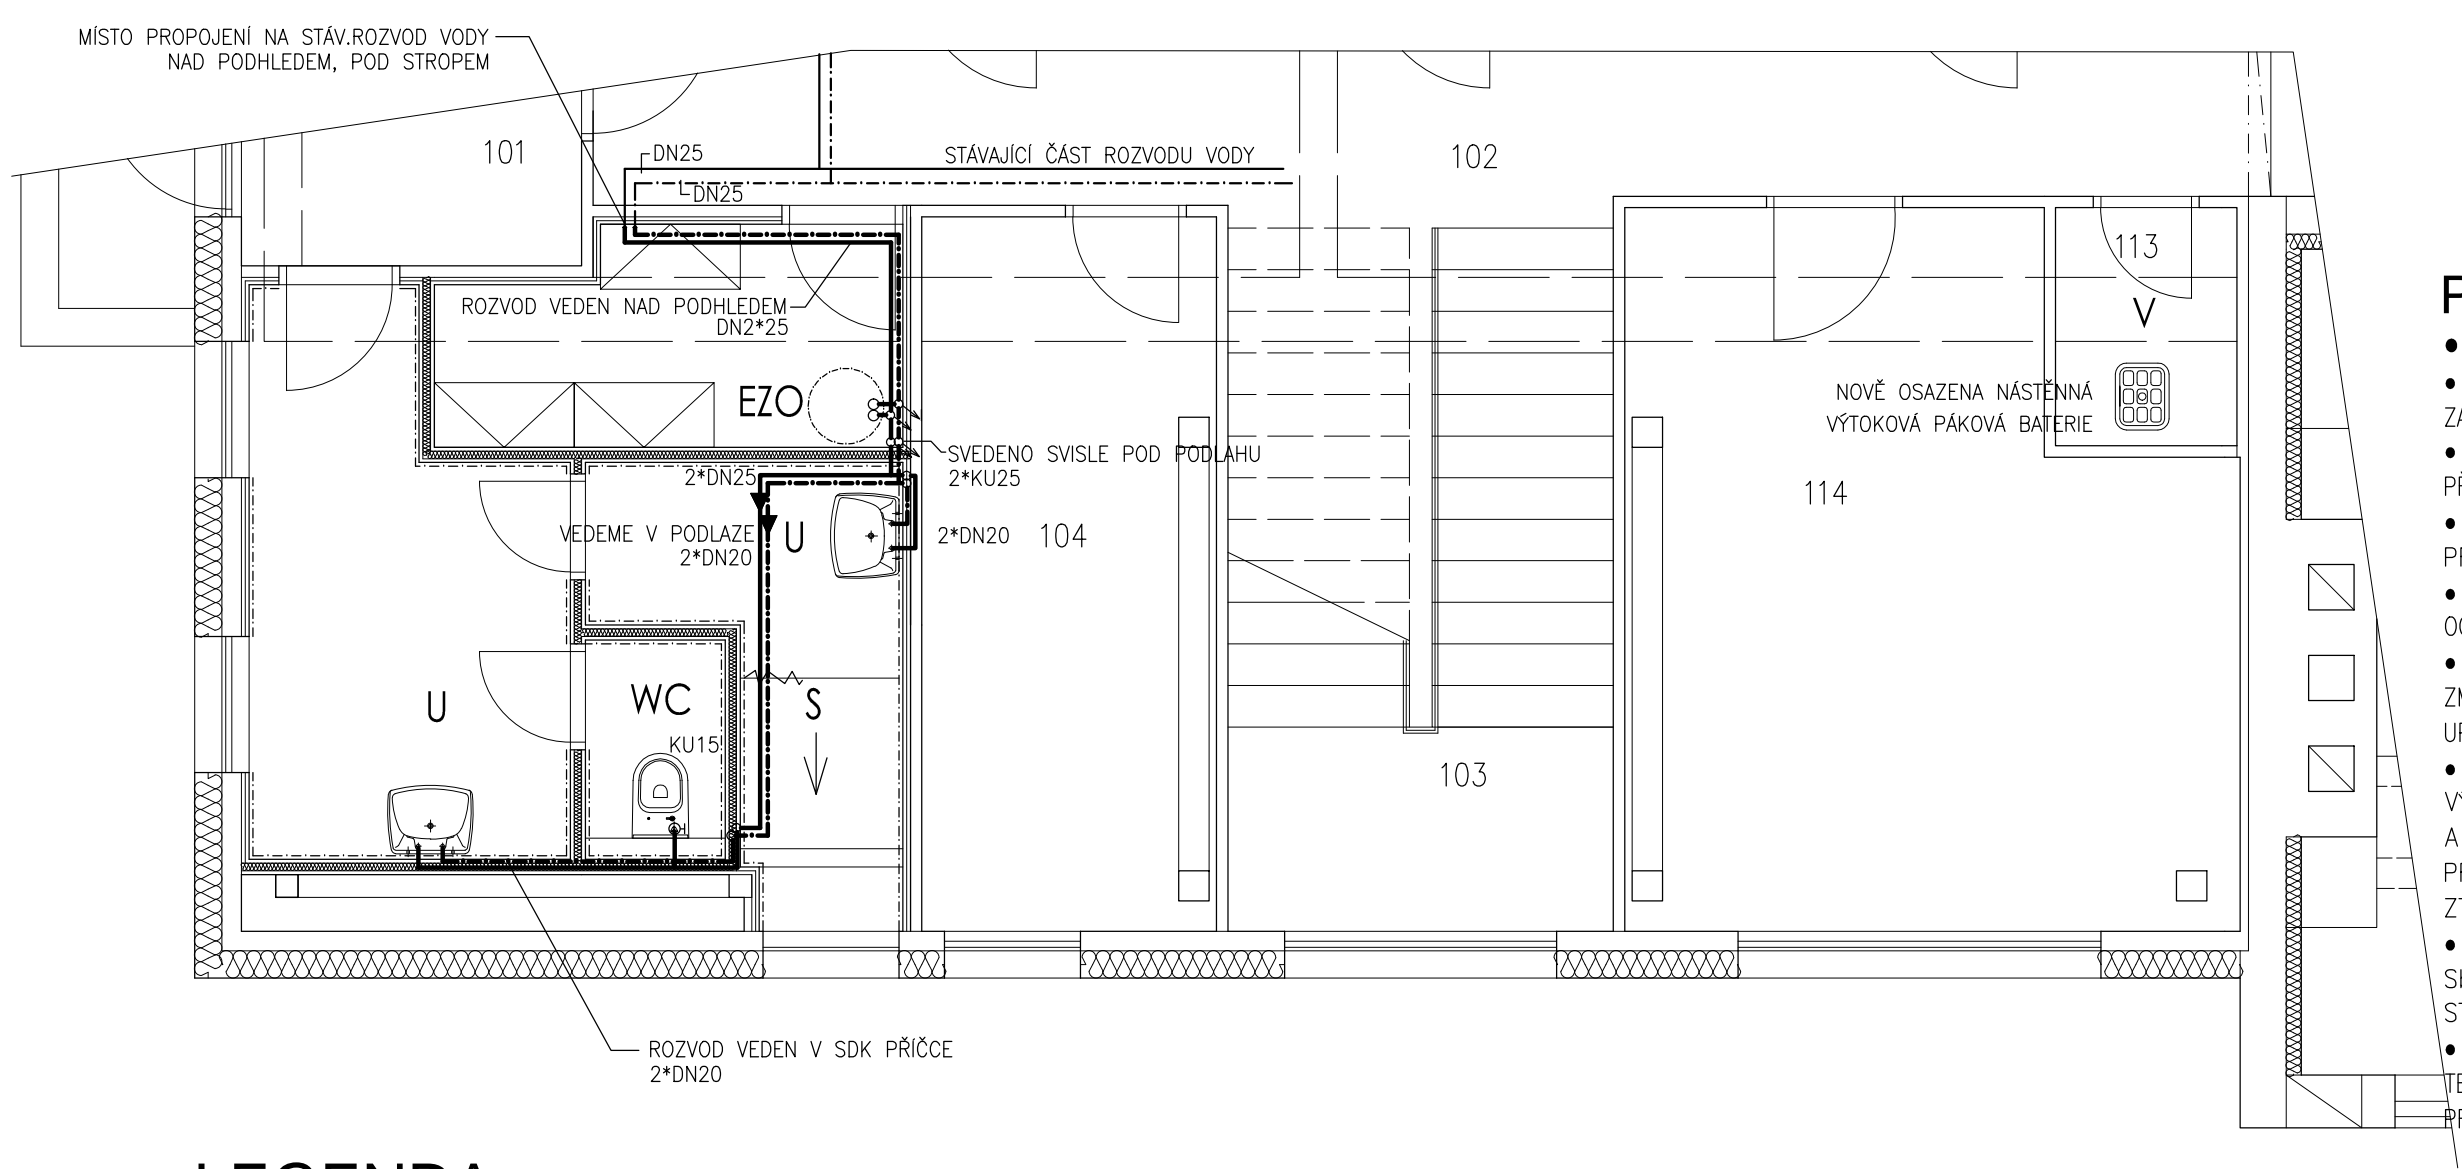 MÍSTO PROPOJENÍ NA STÁV.ROZVOD VODY
NAD PODHLEDEM, POD STROPEM
101
DN25
DN25
STÁVAJÍCÍ ČÁST ROZVODU VODY
102
113
V
ROZVOD VEDEN NAD PODHLEDEM
DN2*25
EZO
NOVĚ OSAZENA NÁSTĚNNÁ
VÝTOKOVÁ PÁKOVÁ BATERIE
SVEDENO SVISLE POD PODLAHU
2*KU25
2*DN25
114
VEDEME V PODLAZE
2*DN20
U
2*DN20
104
U
WC
S
KU15
103
ROZVOD VEDEN V SDK PŘÍČCE
2*DN20
LEGENDA